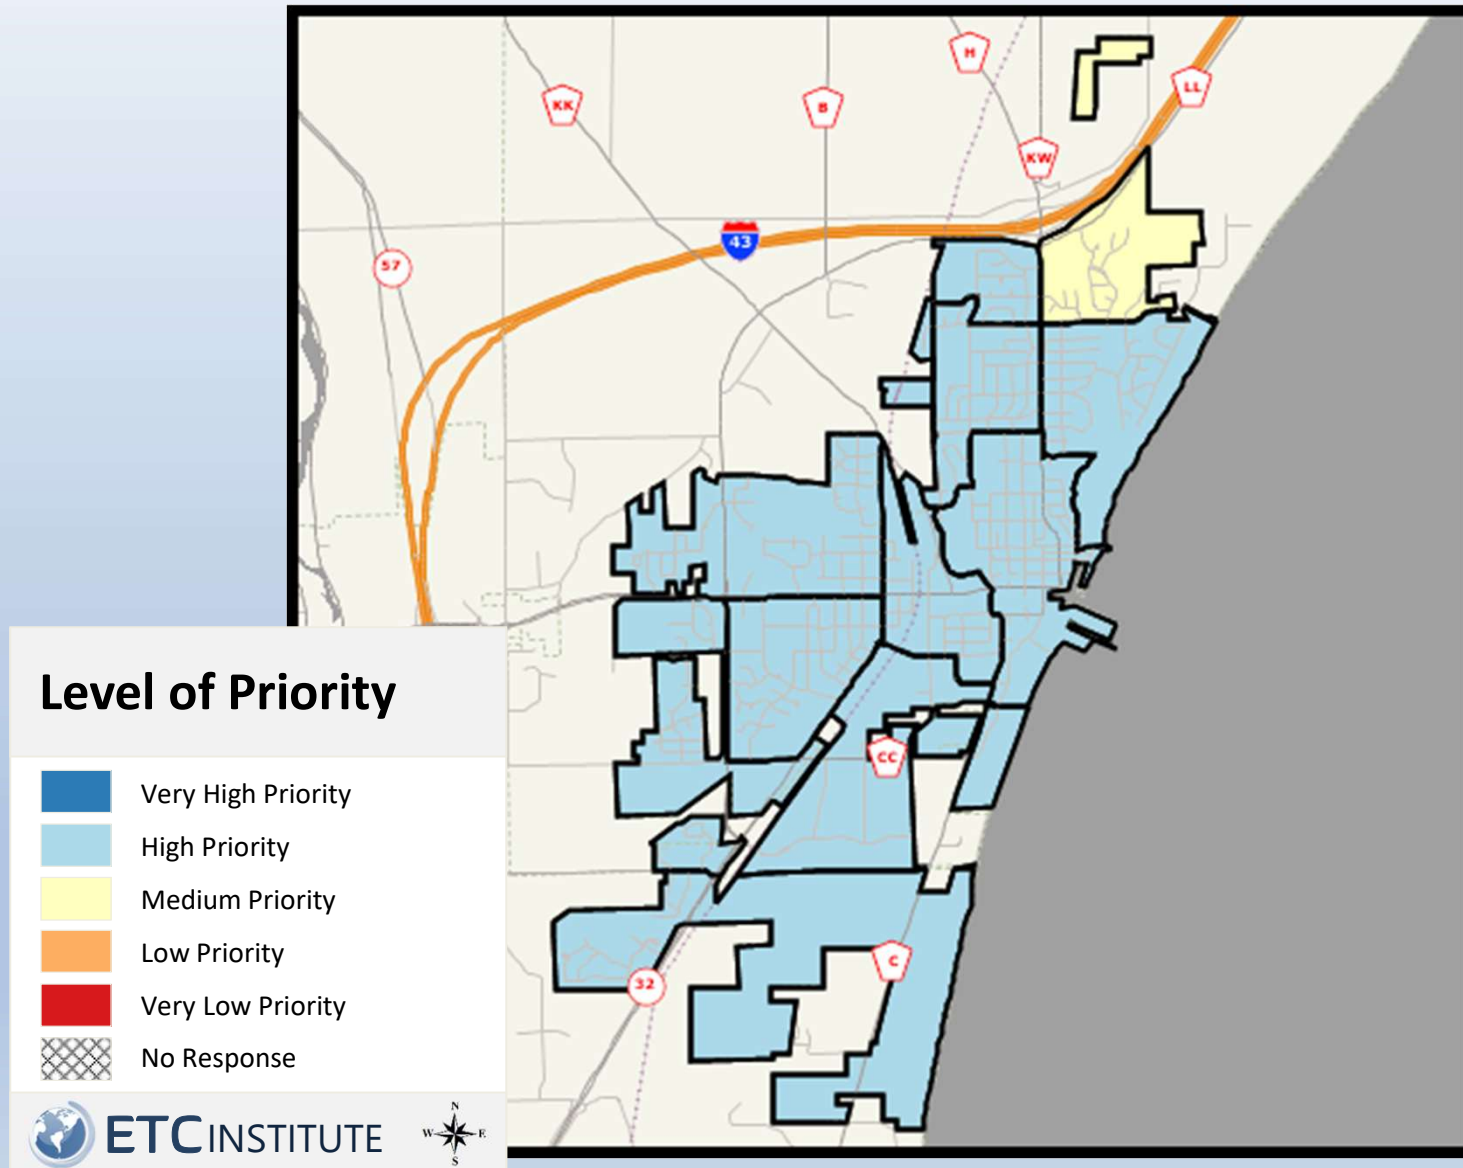 H
KK
B
LL
KW
43
57
CC
C
32
Level of Priority
Very High Priority
High Priority
Medium Priority
Low Priority
Very Low Priority
No Response
ETC INSTITUTE
N
W E
S